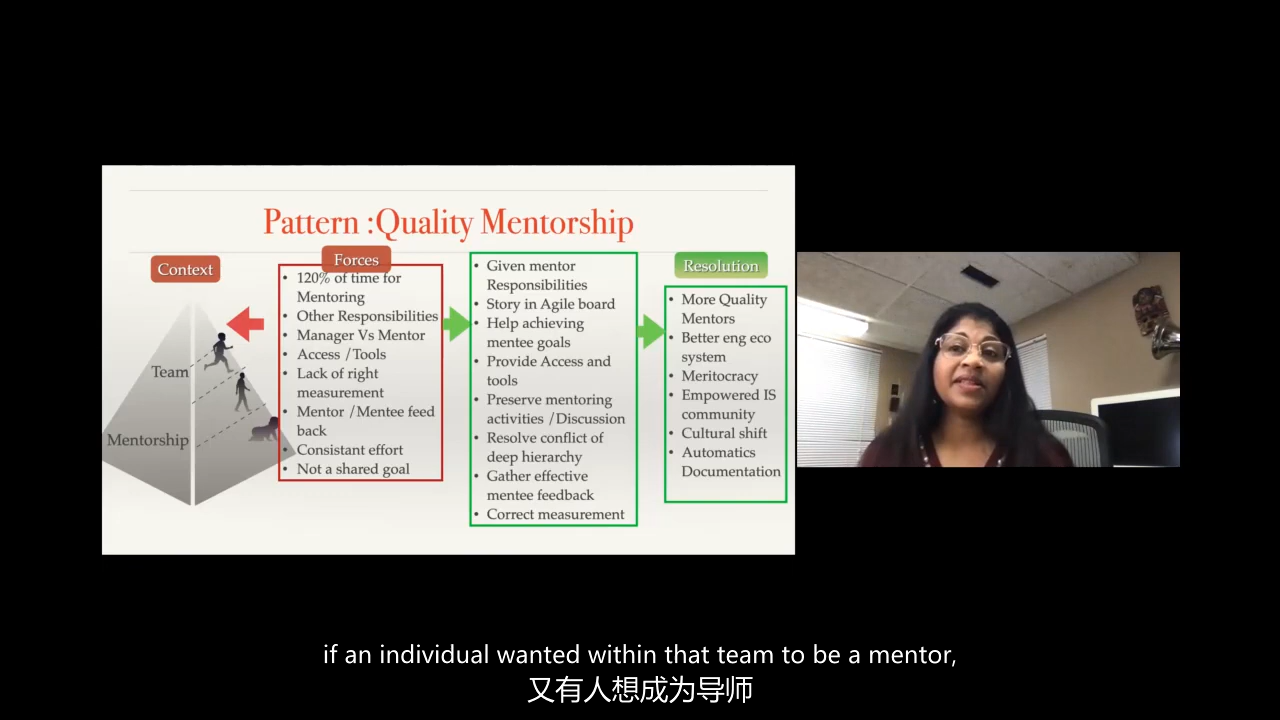 Pattern :Quality Mentorship
Context
Team
Mentorship
Forces
• 120% of time for
Mentoring
• Other Responsibilities
• Manager Vs Mentor
• Access /Tools
• Lack of right
measurement
• Mentor /Mentee feed
back
• Consistant effort
• Not a shared goal
• Given mentor
Responsibilities
• Story in Agile board
• Help achieving
mentee goals
• Provide Access and
tools
• Preserve mentoring
activities /Discussion
• Resolve conflict of
deep hierarchy
• Gather effective
mentee feedback
• Correct measurement
Resolution
• More Quality
Mentors
• Better eng eco
system
• Meritocracy
• Empowered IS
community
• Cultural shift
• Automatics
Documentation
if an individual wanted within that team to be a mentor,
又有人想成为导师